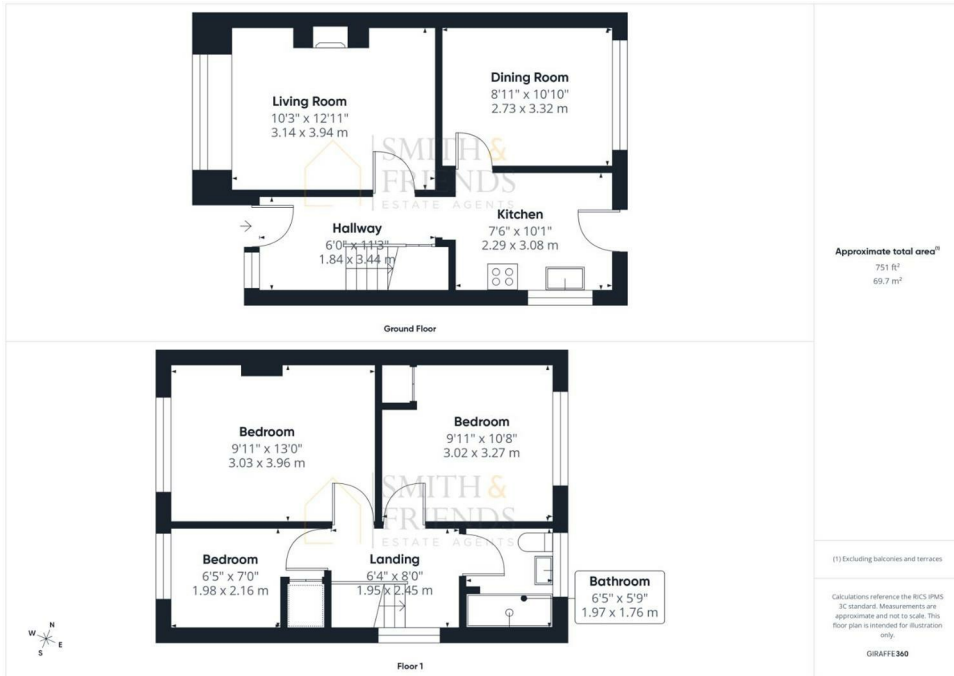 Living Room
10'3" x 12'11"
3.14 x 3.94 m
Dining Room
8'11" x 10'10"
2.73 x 3.32 m
SMITH &
FRIENDS
ESTATE AGENTS
Hallway
6'0" x 11'3"
1.84 x 3.44 m
Kitchen
7'6" x 10'1"
2.29 x 3.08 m
Ground Floor
Approximate total area(1)
751 ft²
69.7 m²
Bedroom
9'11" x 13'0"
3.03 x 3.96 m
Bedroom
9'11" x 10'8"
3.02 x 3.27 m
SMITH &
FRIENDS
ESTATE AGENTS
Bedroom
6'5" x 7'0"
1.98 x 2.16 m
Landing
6'4" x 8'0"
1.95 x 2.45 m
Bathroom
6'5" x 5'9"
1.97 x 1.76 m
N
W
E
S
Floor 1
(1) Excluding balconies and terraces
Calculations reference the RICS IPMS
3C standard. Measurements are
approximate and not to scale. This
floor plan is intended for illustration
only.
GIRAFFE360